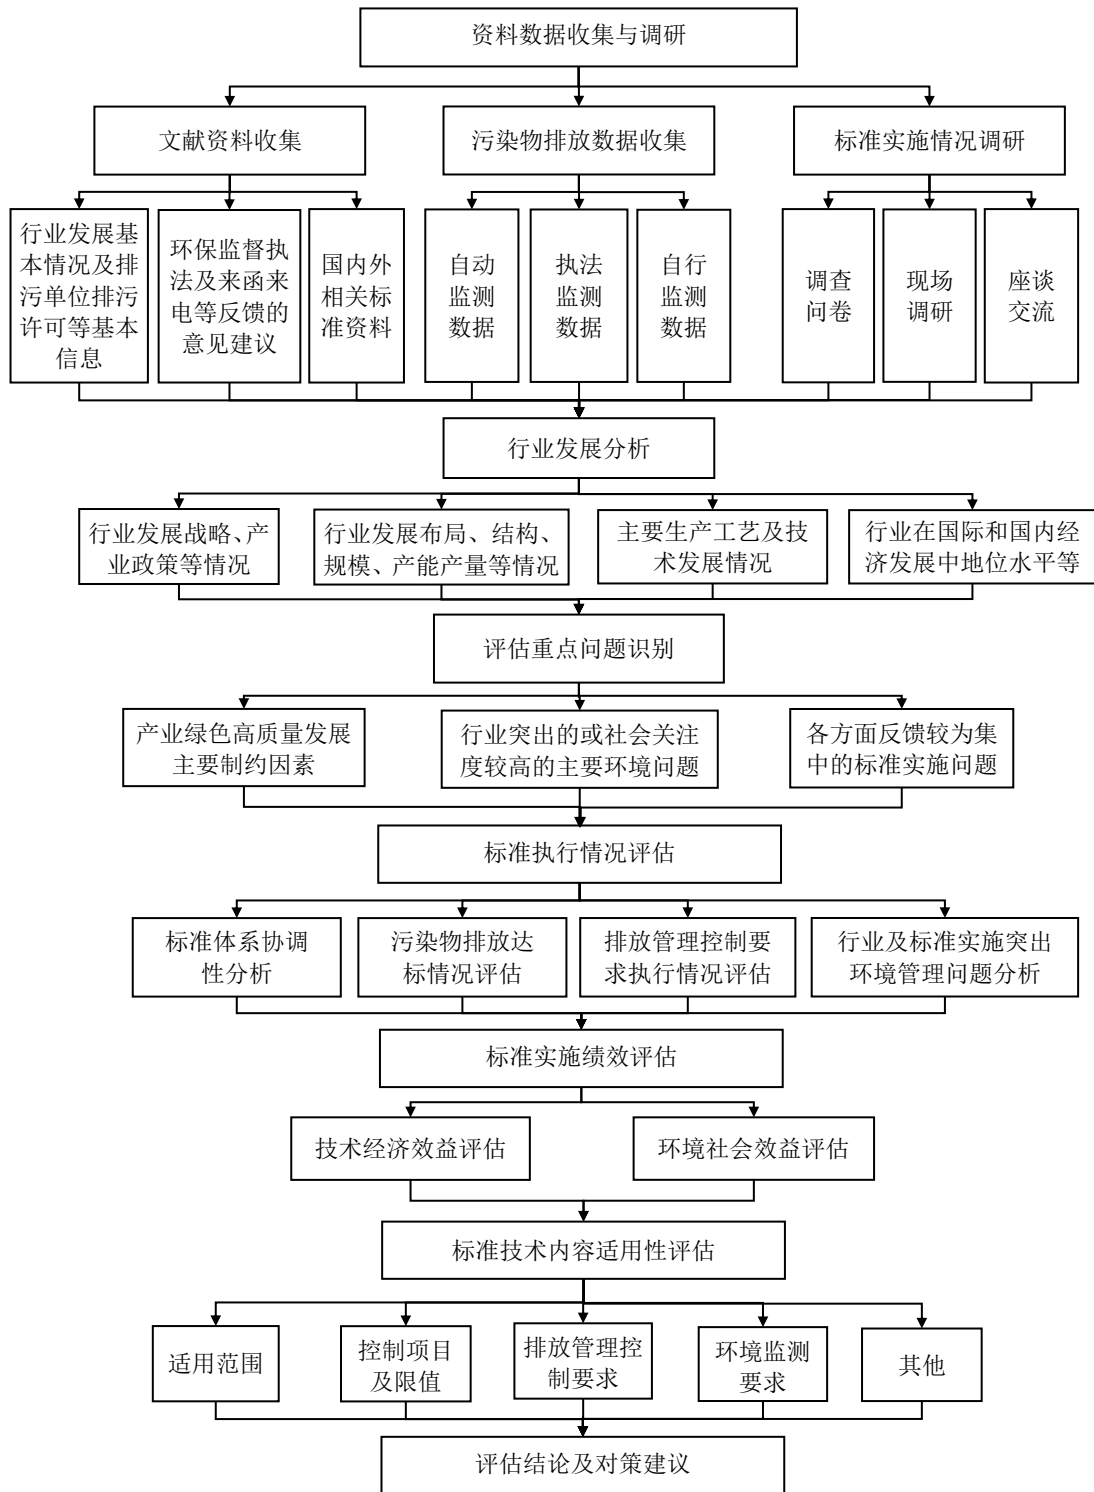 资料数据收集与调研
文献资料收集
污染物排放数据收集
标准实施情况调研
行业发展基
本情况及排
污单位排污
许可等基本
信息
环保监督执
法及来函来
电等反馈的
意见建议
国内外
相关标
准资料
自动
监测
数据
执法
监测
数据
自行
监测
数据
调查
问卷
现场
调研
座谈
交流
行业发展分析
行业发展战略、产
业政策等情况
行业发展布局、结构、
规模、产能产量等情况
主要生产工艺及技
术发展情况
行业在国际和国内经
济发展中地位水平等
评估重点问题识别
产业绿色高质量发展
主要制约因素
行业突出的或社会关注
度较高的主要环境问题
各方面反馈较为集
中的标准实施问题
标准执行情况评估
标准体系协调
性分析
污染物排放达
标情况评估
排放管理控制要
求执行情况评估
行业及标准实施突出
环境管理问题分析
标准实施绩效评估
技术经济效益评估
环境社会效益评估
标准技术内容适用性评估
适用范围
控制项目
及限值
排放管理控
制要求
环境监测
要求
其他
评估结论及对策建议